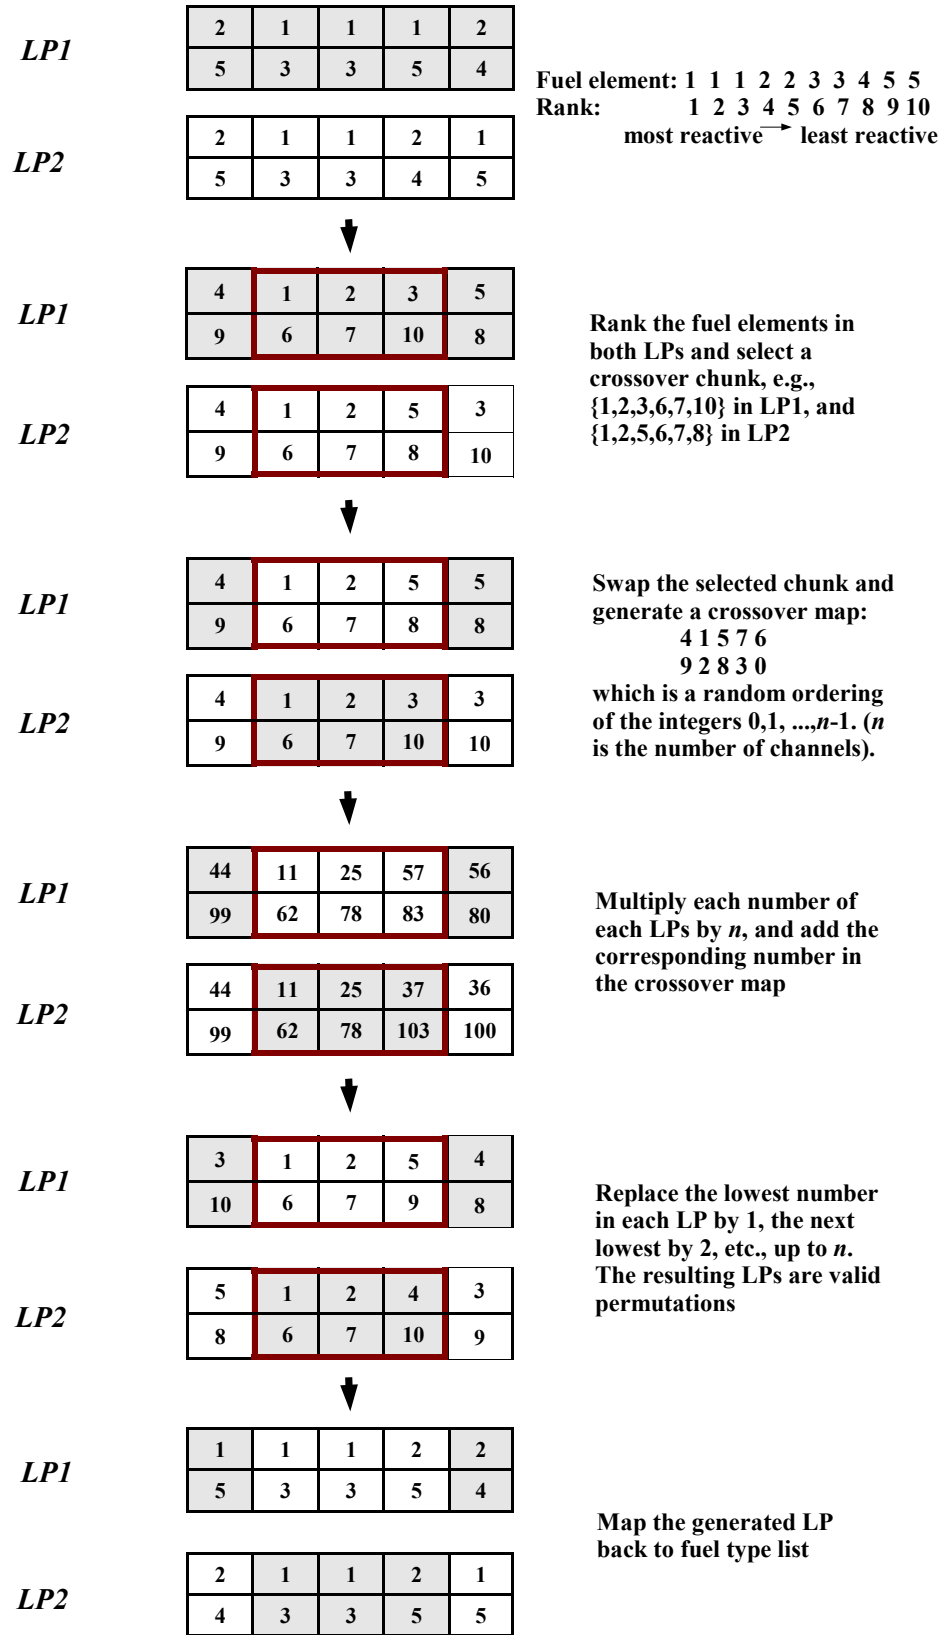 LP1
2 1 1 1 2
5 3 3 5 4
Fuel element: 1 1 1 2 2 3 3 4 5 5
Rank: 1 2 3 4 5 6 7 8 9 10
most reactive → least reactive
LP2
2 1 1 2 1
5 3 3 4 5
LP1
4 1 2 3 5
9 6 7 10 8
LP2
4 1 2 5 3
9 6 7 8 10
Rank the fuel elements in
both LPs and select a
crossover chunk, e.g.,
{1,2,3,6,7,10} in LP1, and
{1,2,5,6,7,8} in LP2
LP1
4 1 2 5 5
9 6 7 8 8
LP2
4 1 2 3 3
9 6 7 10 10
Swap the selected chunk and
generate a crossover map:
4 1 5 7 6
9 2 8 3 0
which is a random ordering
of the integers 0,1, ...,n-1. (n
is the number of channels).
LP1
44 11 25 57 56
99 62 78 83 80
LP2
44 11 25 37 36
99 62 78 103 100
Multiply each number of
each LPs by n, and add the
corresponding number in
the crossover map
LP1
3 1 2 5 4
10 6 7 9 8
LP2
5 1 2 4 3
8 6 7 10 9
Replace the lowest number
in each LP by 1, the next
lowest by 2, etc., up to n.
The resulting LPs are valid
permutations
LP1
1 1 1 2 2
5 3 3 5 4
LP2
2 1 1 2 1
4 3 3 5 5
Map the generated LP
back to fuel type list